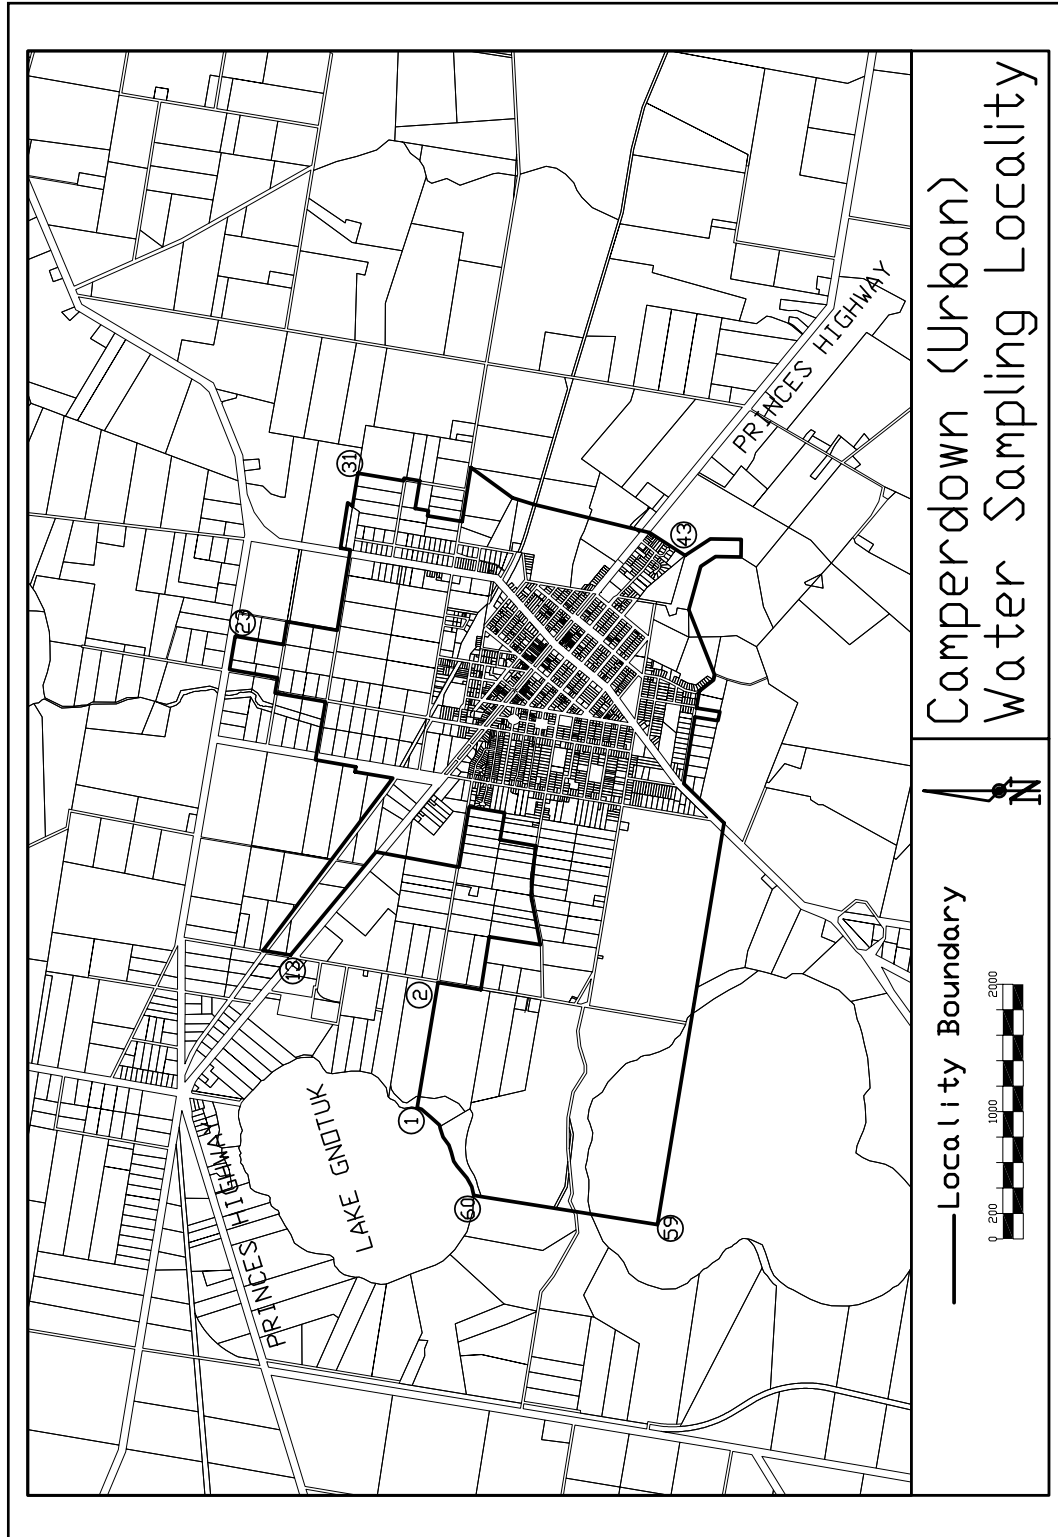 Camperdown (Urban)
Water Sampling Locality
N
Locality Boundary
0 200 1000 2000
PRINCES HIGHWAY
LAKE GNOTUK
PRINCES HIGHWAY
1
2
13
23
31
43
59
60